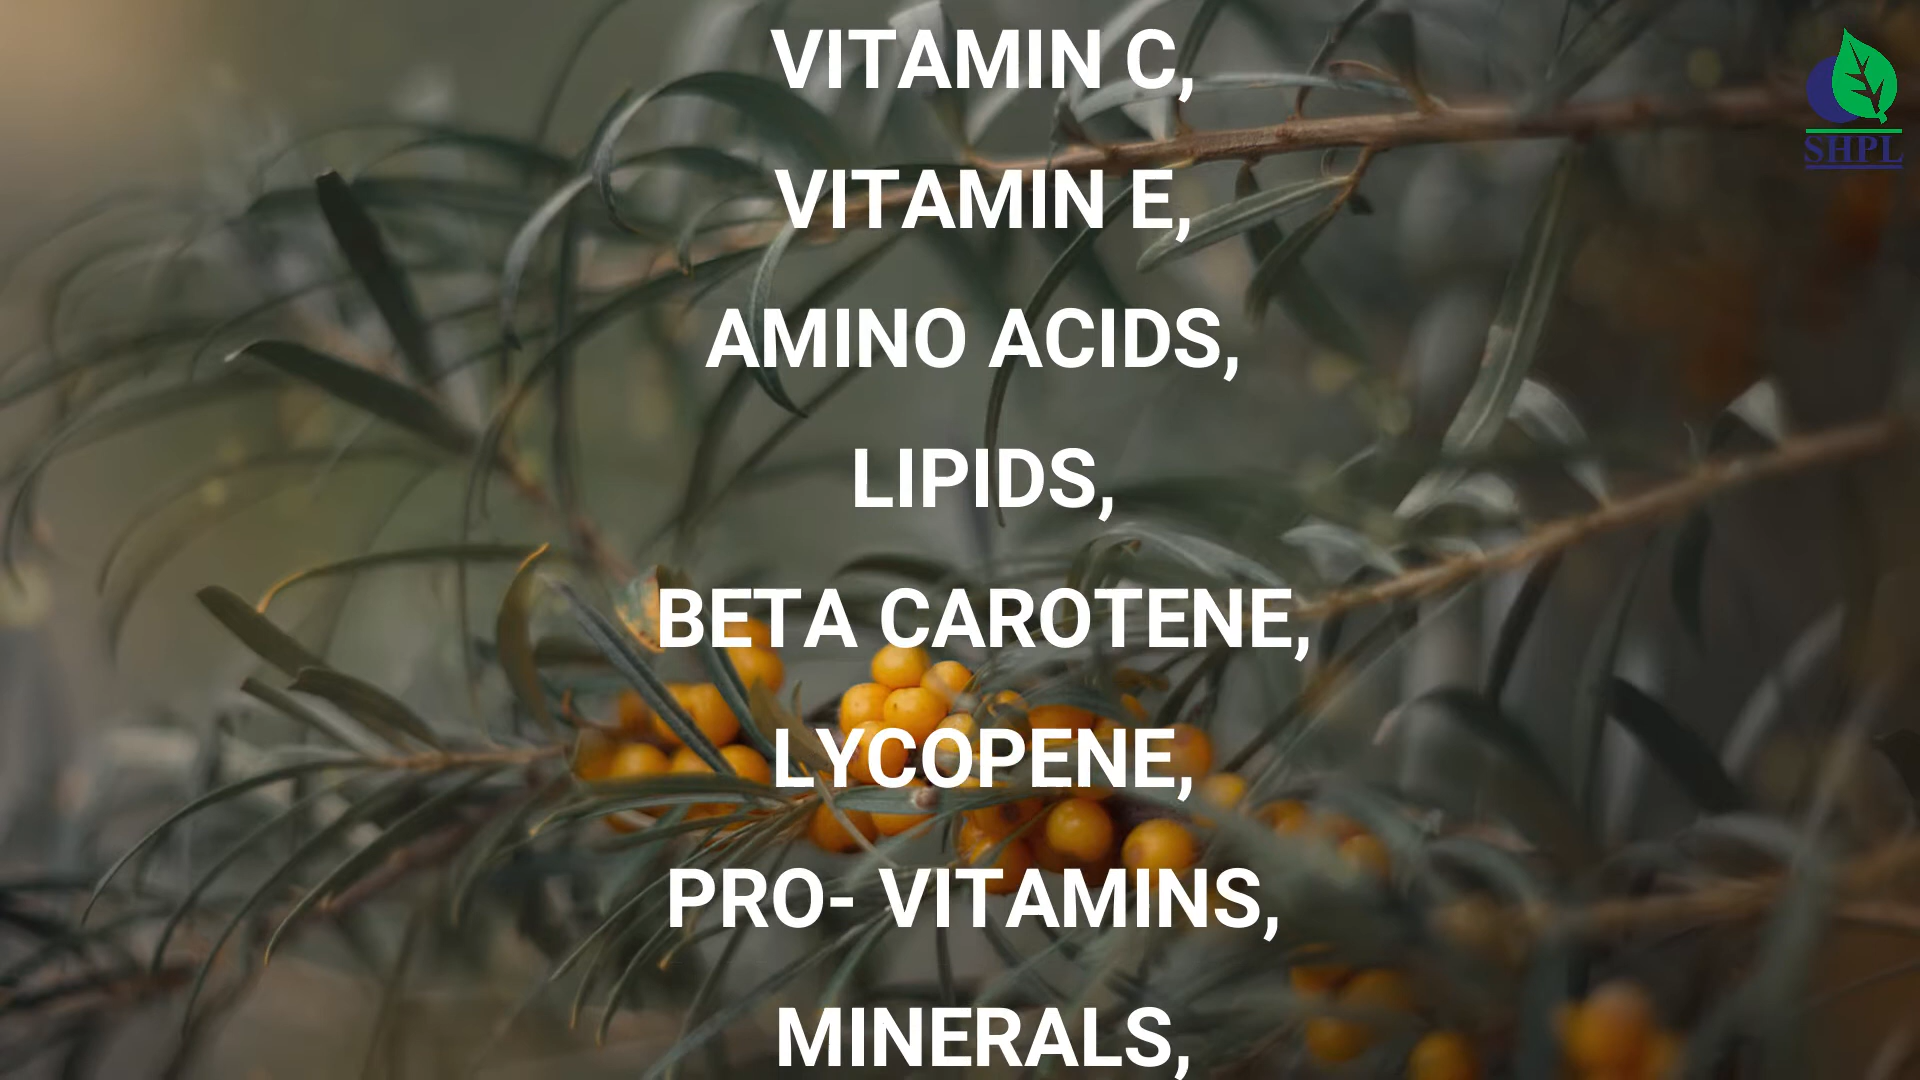 VITAMIN C,
SHPL
VITAMIN E,
AMINO ACIDS,
LIPIDS,
BETA CAROTENE,
LYCOPENE,
PRO- VITAMINS,
MINERALS,